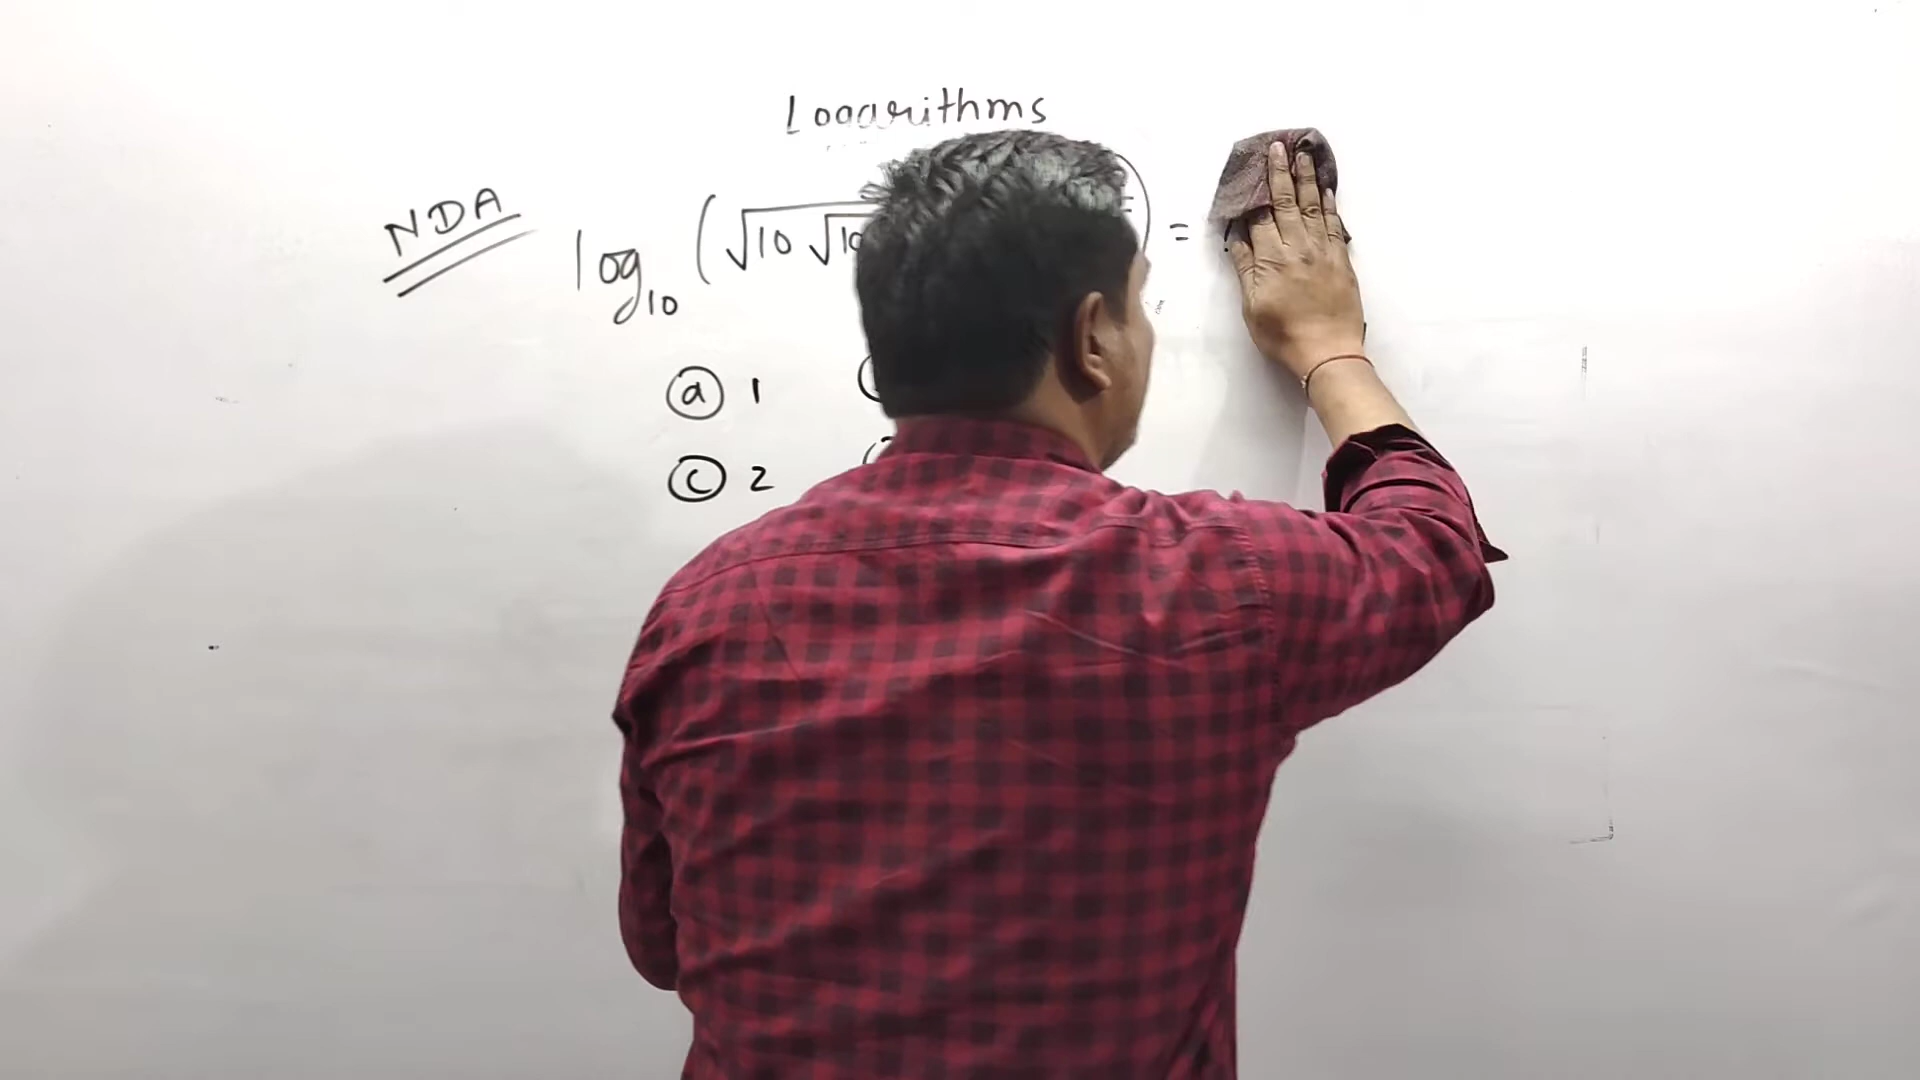 Logarithms
NDA
log₁₀ (√10 √10 ) =
ⓐ 1
ⓒ 2